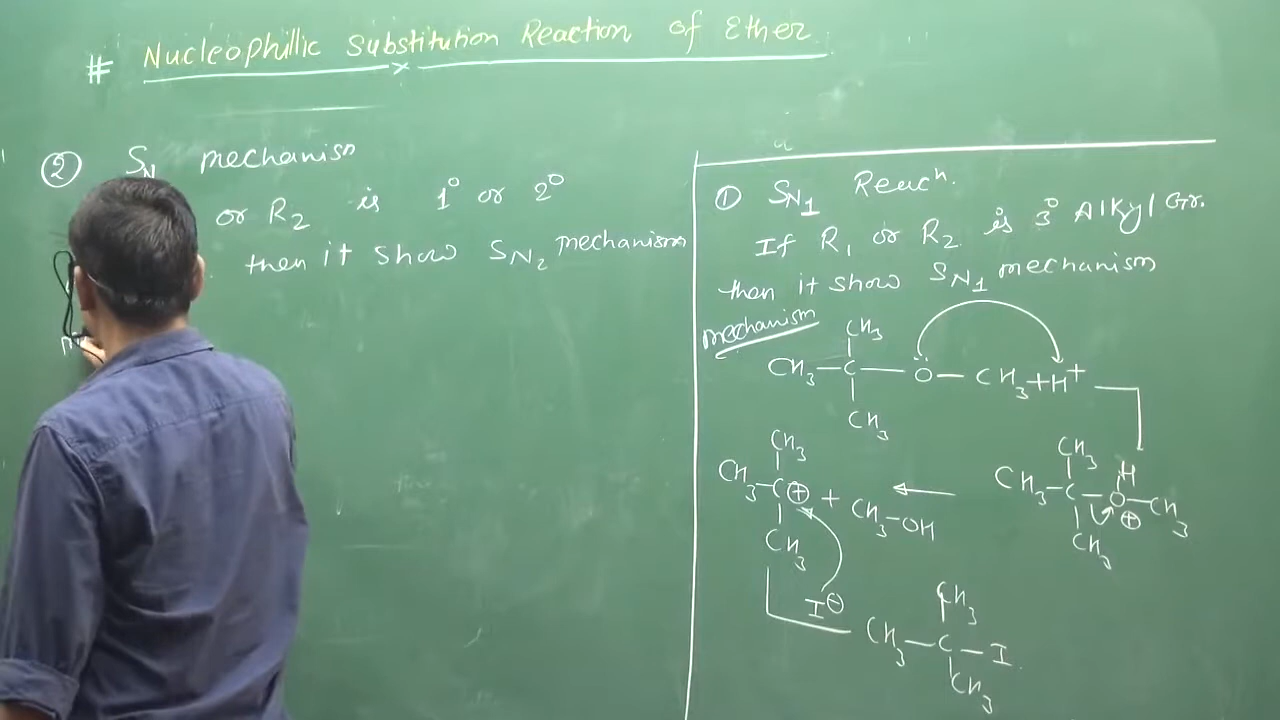 # Nucleophillic Substitution Reaction of Ether
② SN mechanism
or R2 is 1° or 2°
then it show SN2 mechanism
① SN1 Reacn.
If R1 or R2 is 3° Alkyl Gr.
then it show SN1 mechanism
mechanism
CH3
CH3-C-O-CH3+H+
CH3
CH3 H
CH3-C-O-CH3
⊕
CH3
CH3
CH3-C⊕ + CH3-OH
CH3
I⊖
CH3
CH3-C-I
CH3